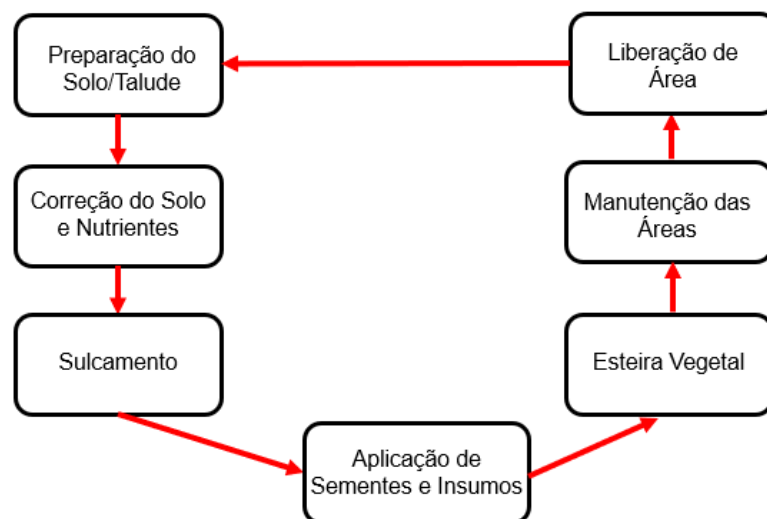 Preparação do
Solo/Talude
Correção do Solo
e Nutrientes
Sulcamento
Aplicação de
Sementes e Insumos
Esteira Vegetal
Manutenção das
Áreas
Liberação de
Área